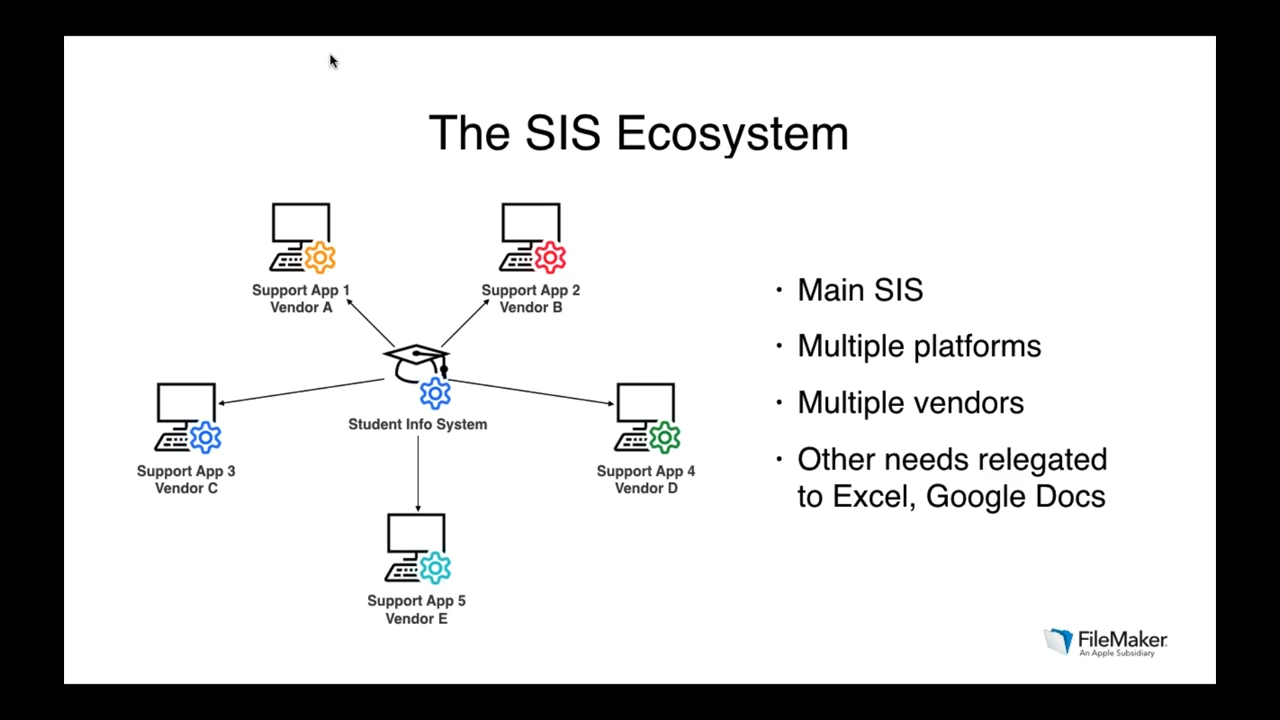 The SIS Ecosystem
Support App 1
Vendor A
Support App 2
Vendor B
Student Info System
Support App 3
Vendor C
Support App 4
Vendor D
Support App 5
Vendor E
· Main SIS
· Multiple platforms
· Multiple vendors
· Other needs relegated
to Excel, Google Docs
FileMaker
An Apple Subsidiary